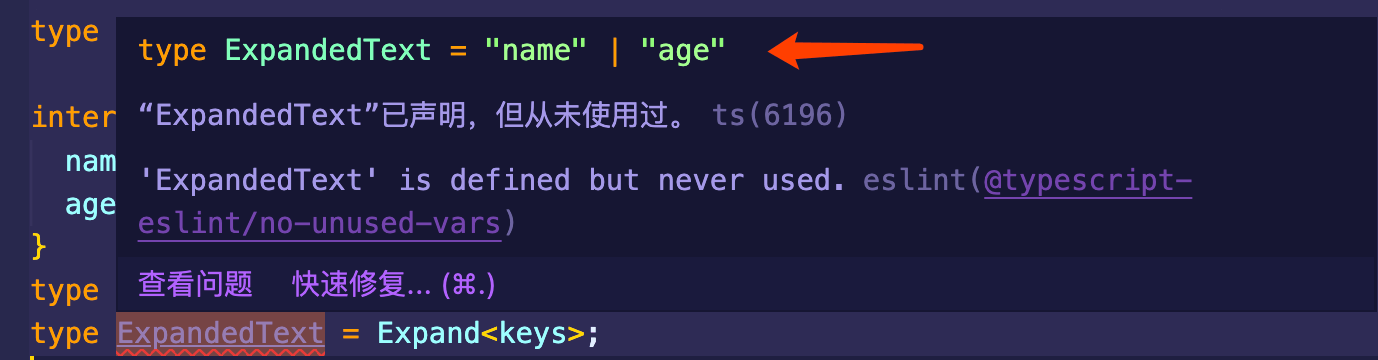 type
type ExpandedText = "name" | "age"
inter
“ExpandedText”已声明，但从未使用过。 ts(6196)
nam
'ExpandedText' is defined but never used. eslint(@typescript-
age
eslint/no-unused-vars)
}
查看问题 快速修复... (⌘.)
type
type ExpandedText = Expand<keys>;